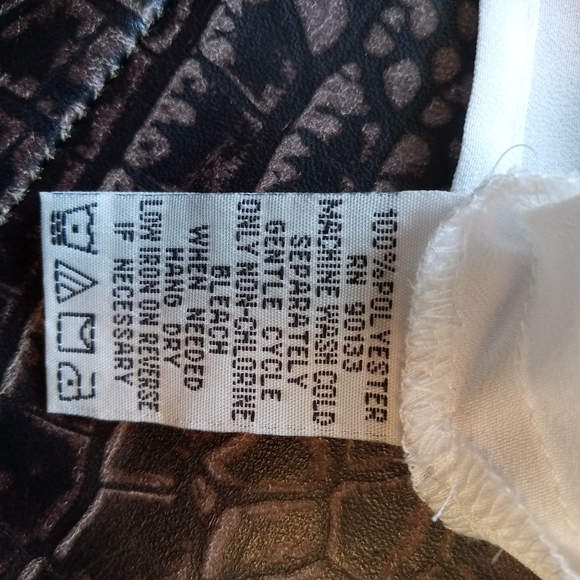 100% POLYESTER
RN 90133
MACHINE WASH COLD
SEPARATELY
GENTLE CYCLE
ONLY NON-CHLORINE
BLEACH
WHEN NEEDED
HANG DRY
LOW IRON ON REVERSE
IF NECESSARY